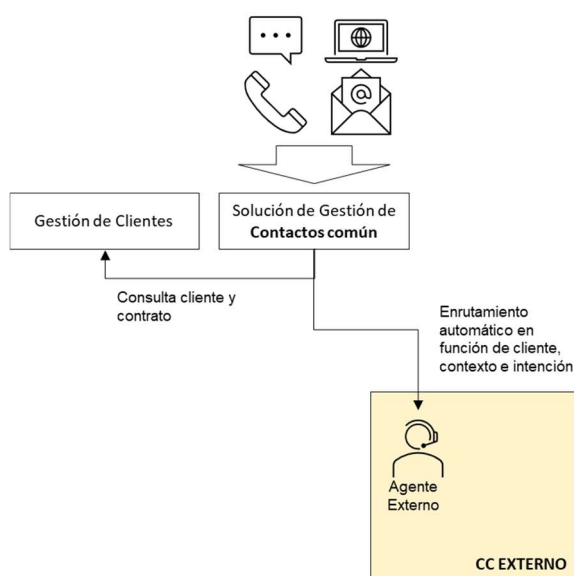 @
Gestión de Clientes
Solución de Gestión de
Contactos común
Consulta cliente y
contrato
Enrutamiento
automático en
función de cliente,
contexto e intención
Agente
Externo
CC EXTERNO